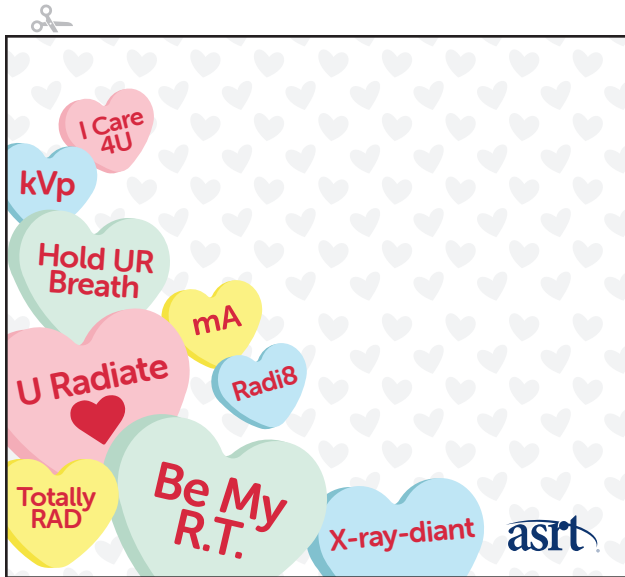 I Care
4U
kVp
Hold UR
Breath
mA
U Radiate
Radi8
Totally
RAD
Be My
R.T.
X-ray-diant
asrt